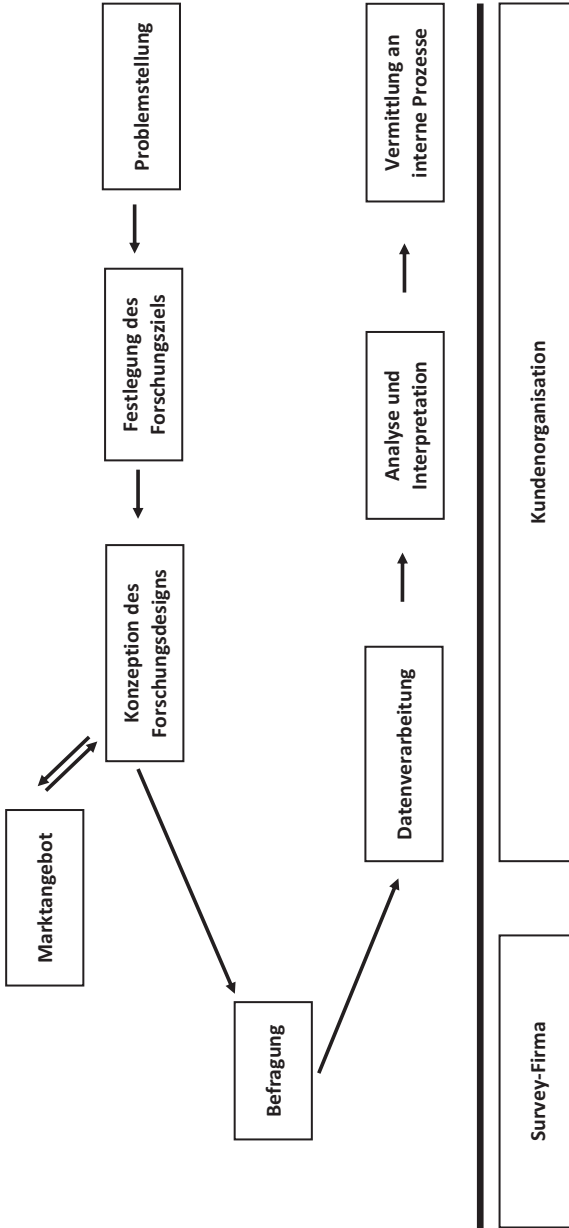 Problemstellung
Festlegung des
Forschungsziels
Konzeption des
Forschungsdesigns
Marktangebot
Befragung
Datenverarbeitung
Analyse und
Interpretation
Vermittlung an
interne Prozesse
Survey-Firma
Kundenorganisation